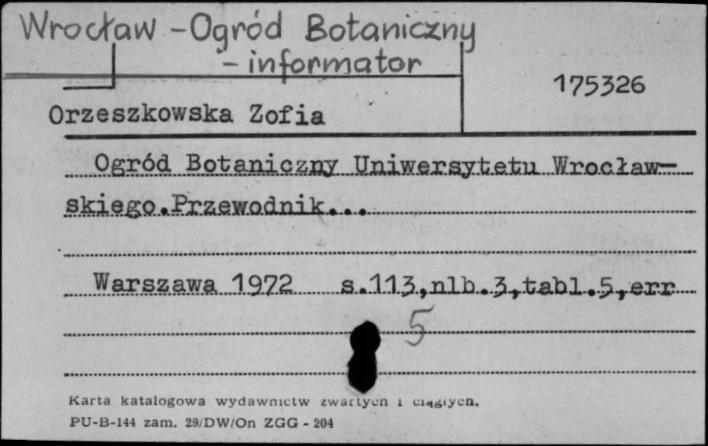 Wrocław - Ogród Botaniczny
- informator
175326
Orzeszkowska Zofia
Ogród Botaniczny Uniwersytetu Wrocław-
skiego.Przewodnik...
Warszawa 1972 s.113,nlb.3,tabl.5,err
5
Karta katalogowa wydawnictw zwartych i ciągłych.
PU-B-144 zam. 29/DW/On ZGG - 204